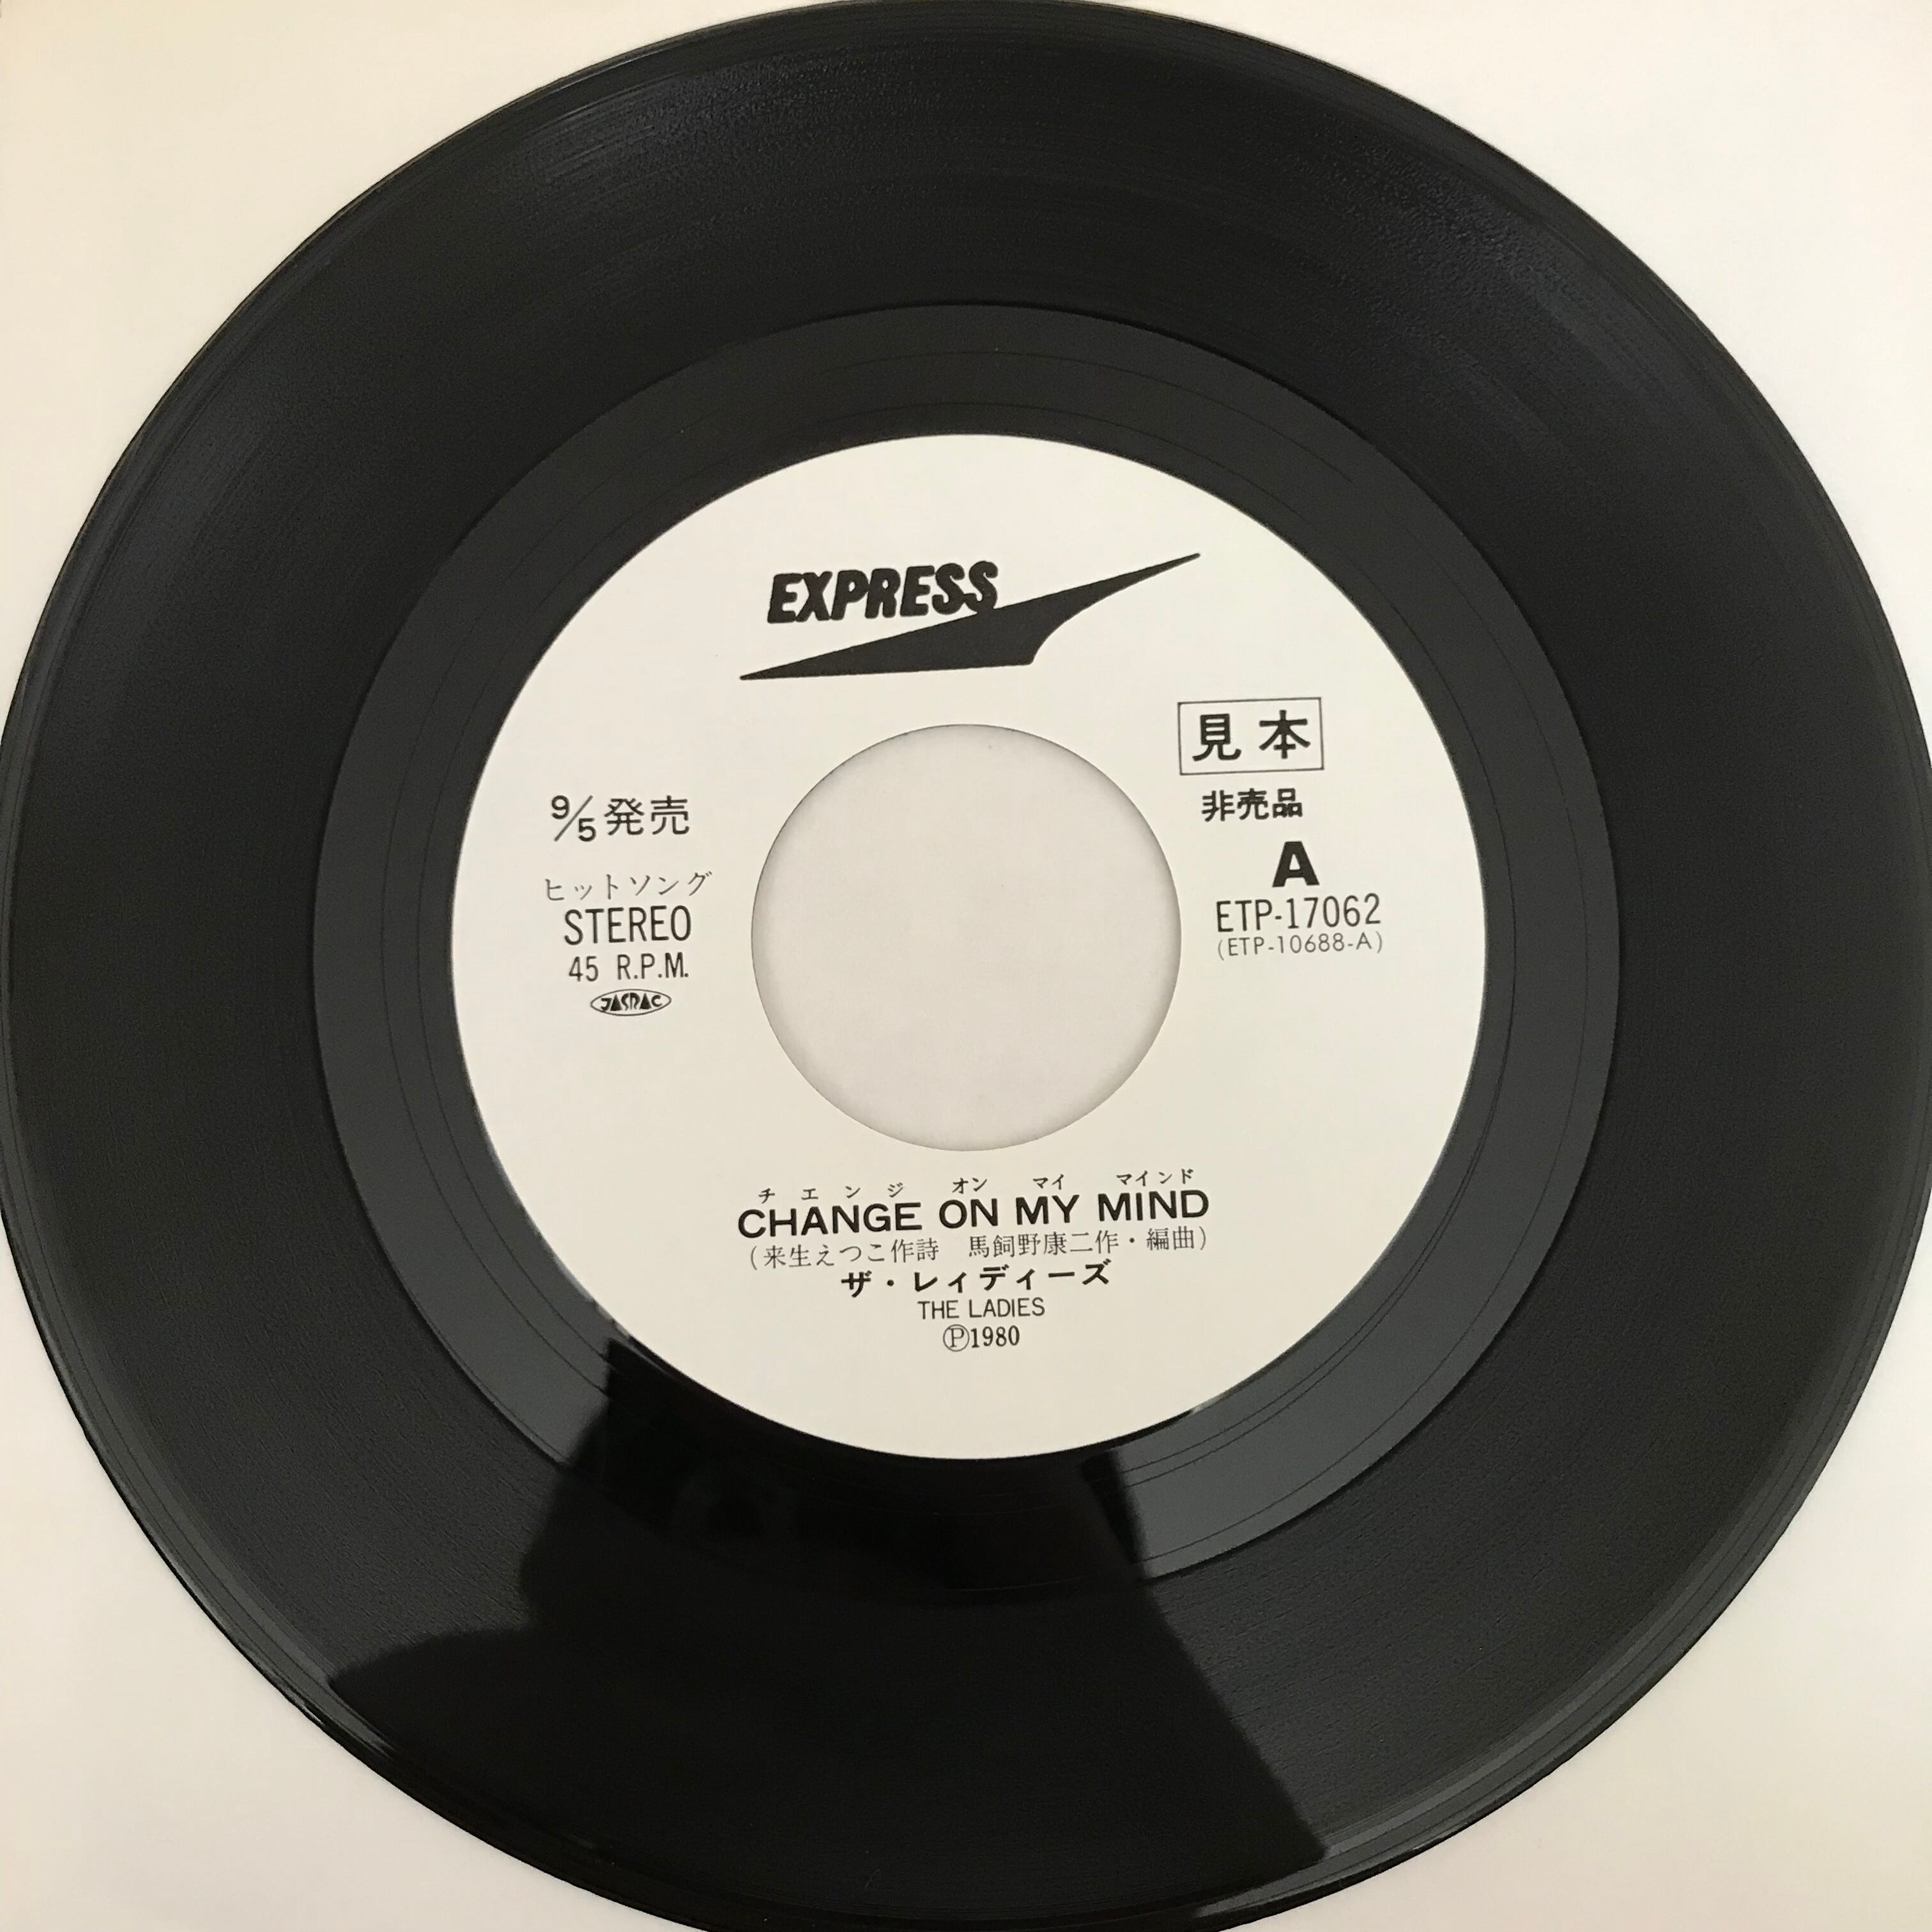 EXPRESS
見本
非売品
A
ETP-17062
(ETP-10688-A)
9/5発売
ヒットソング
STEREO
45 R.P.M.
JASRAC
チェンジ オン マイ マインド
CHANGE ON MY MIND
(来生えつこ作詩 馬飼野康二作・編曲)
ザ・レィディーズ
THE LADIES
Ⓟ1980